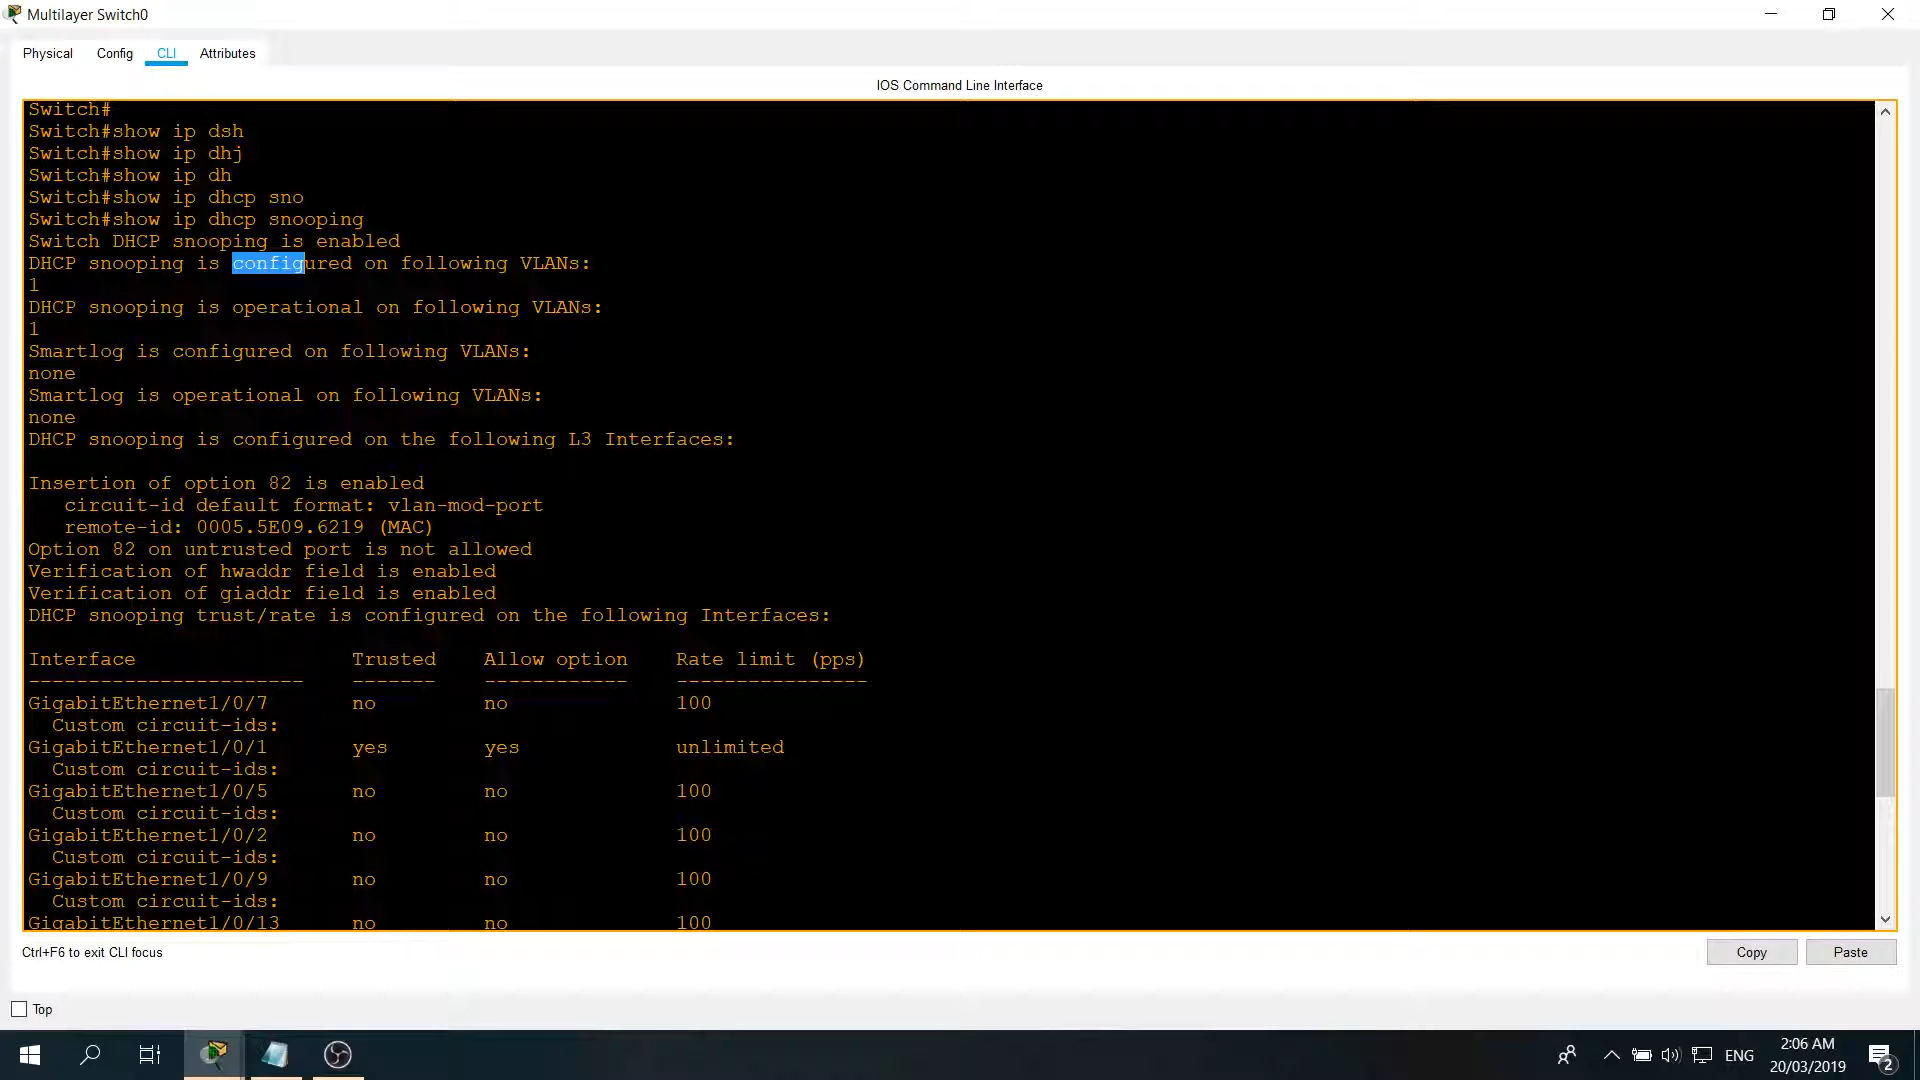 Multilayer Switch0
Physical Config CLI Attributes
IOS Command Line Interface
Switch#
Switch#show ip dsh
Switch#show ip dhj
Switch#show ip dh
Switch#show ip dhcp sno
Switch#show ip dhcp snooping
Switch DHCP snooping is enabled
DHCP snooping is configured on following VLANs:
1
DHCP snooping is operational on following VLANs:
1
Smartlog is configured on following VLANs:
none
Smartlog is operational on following VLANs:
none
DHCP snooping is configured on the following L3 Interfaces:
Insertion of option 82 is enabled
circuit-id default format: vlan-mod-port
remote-id: 0005.5E09.6219 (MAC)
Option 82 on untrusted port is not allowed
Verification of hwaddr field is enabled
Verification of giaddr field is enabled
DHCP snooping trust/rate is configured on the following Interfaces:
Interface Trusted Allow option Rate limit (pps)
----------------------- ------- ------------ ----------------
GigabitEthernet1/0/7 no no 100
Custom circuit-ids:
GigabitEthernet1/0/1 yes yes unlimited
Custom circuit-ids:
GigabitEthernet1/0/5 no no 100
Custom circuit-ids:
GigabitEthernet1/0/2 no no 100
Custom circuit-ids:
GigabitEthernet1/0/9 no no 100
Custom circuit-ids:
GigabitEthernet1/0/13 no no 100
Ctrl+F6 to exit CLI focus
Copy Paste
Top
ENG
2:06 AM
20/03/2019
2